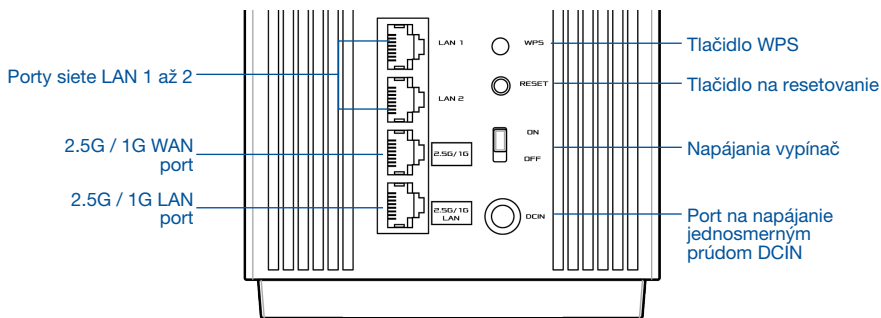 Porty siete LAN 1 až 2
2.5G / 1G WAN
port
2.5G / 1G LAN
port
LAN 1
LAN 2
2.5G/1G
2.5G/1G
LAN
WPS
RESET
ON
OFF
DCIN
Tlačidlo WPS
Tlačidlo na resetovanie
Napájania vypínač
Port na napájanie
jednosmerným
prúdom DCIN